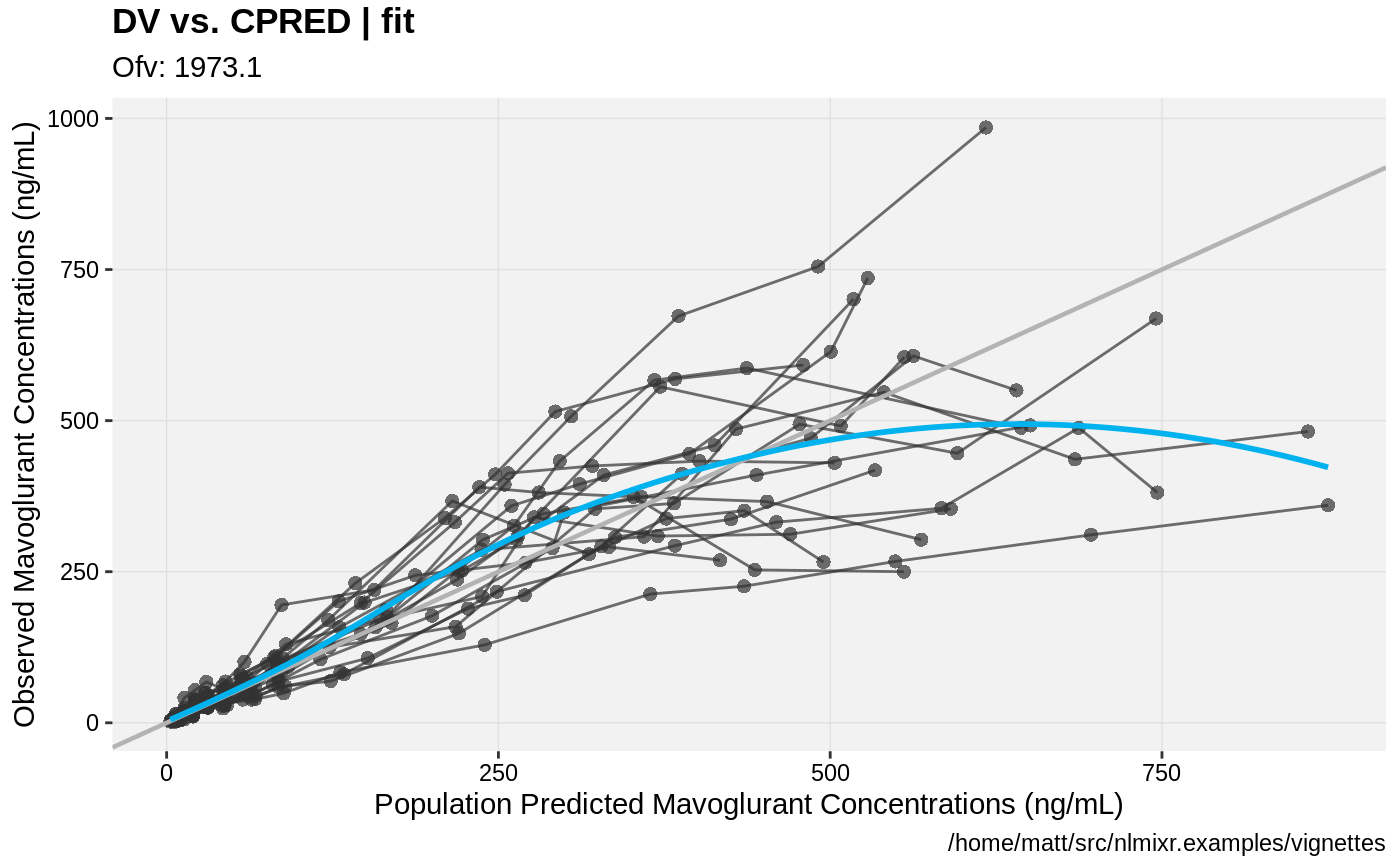 DV vs. CPRED | fit
Ofv: 1973.1
Observed Mavoglurant Concentrations (ng/mL)
1000
750
500
250
0
0 250 500 750
Population Predicted Mavoglurant Concentrations (ng/mL)
/home/matt/src/nlmixr.examples/vignettes